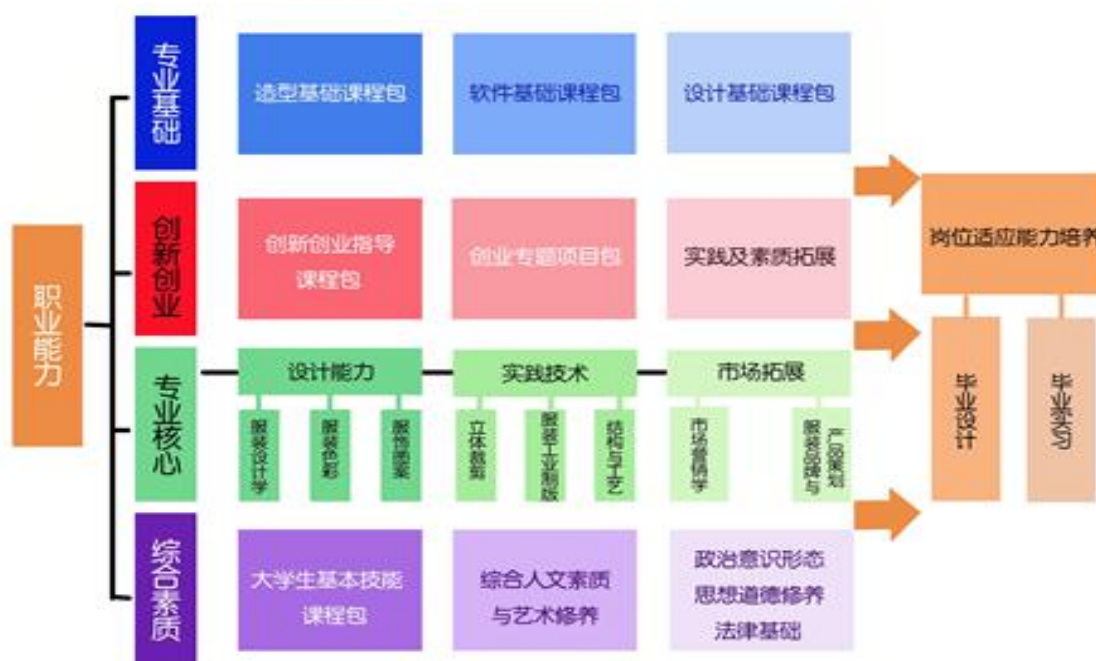 职业能力
专业基础
造型基础课程包
软件基础课程包
设计基础课程包
创新创业
创新创业指导
课程包
创业专题项目包
实践及素质拓展
专业核心
设计能力
服装设计学
服装色彩
服饰图案
实践技术
立体裁剪
服装工业制版
结构与工艺
市场拓展
市场营销学
服装品牌与
产品策划
综合素质
大学生基本技能
课程包
综合人文素质
与艺术修养
政治意识形态
思想道德修养
法律基础
岗位适应能力培养
毕业设计
毕业实习